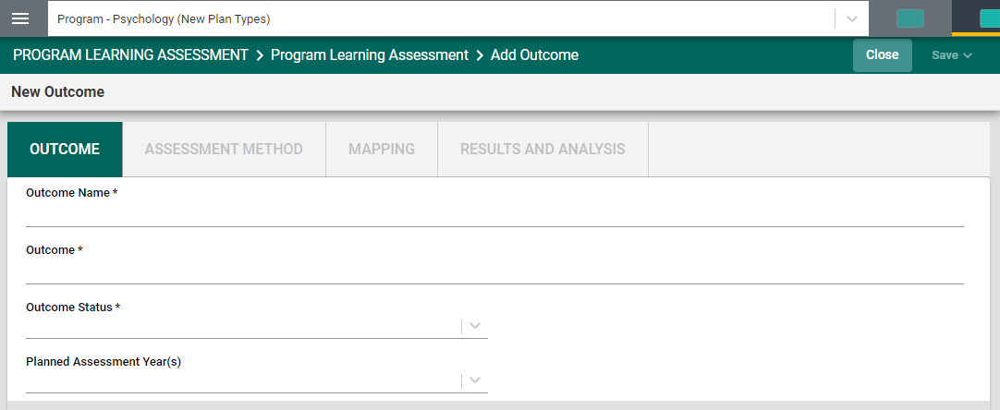 Program - Psychology (New Plan Types)
PROGRAM LEARNING ASSESSMENT > Program Learning Assessment > Add Outcome
Close
Save
New Outcome
OUTCOME
ASSESSMENT METHOD
MAPPING
RESULTS AND ANALYSIS
Outcome Name *
Outcome *
Outcome Status *
Planned Assessment Year(s)